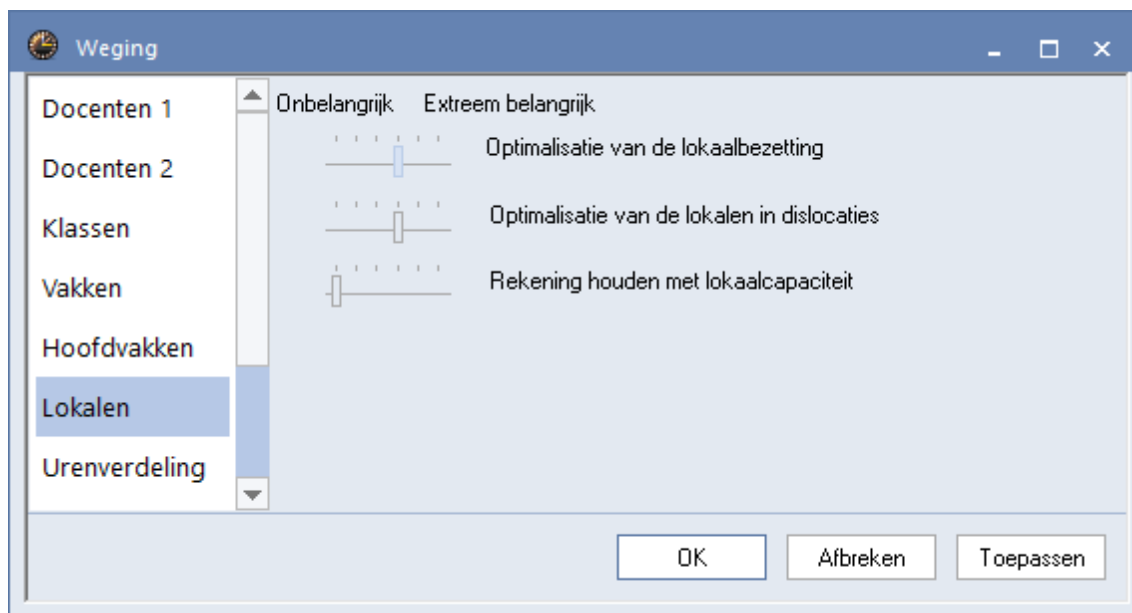 Weging
Docenten 1
Docenten 2
Klassen
Vakken
Hoofdvakken
Lokalen
Urenverdeling
Onbelangrijk Extreem belangrijk
Optimalisatie van de lokaalbezetting
Optimalisatie van de lokalen in dislocaties
Rekening houden met lokaalcapaciteit
OK Afbreken Toepassen